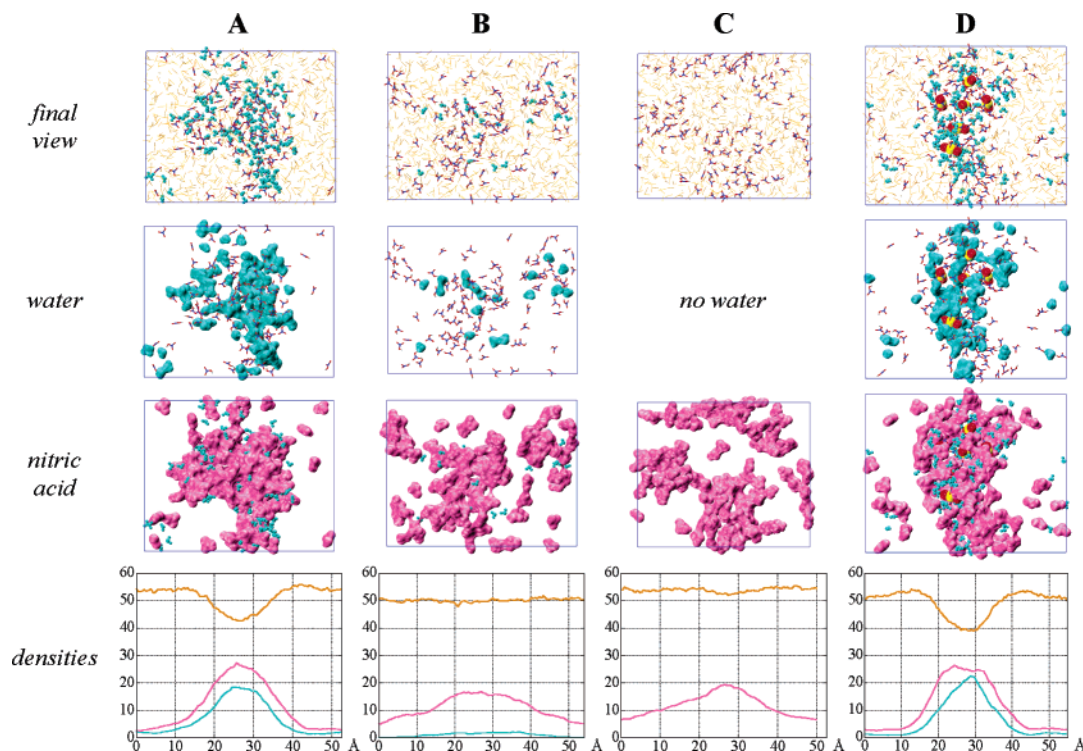 A B C D
final
view
water
no water
nitric
acid
densities
60 60 60 60
50 50 50 50
40 40 40 40
30 30 30 30
20 20 20 20
10 10 10 10
0 0 0 0
0 10 20 30 40 50 A 0 10 20 30 40 50 A 0 10 20 30 40 50 A 0 10 20 30 40 50 A